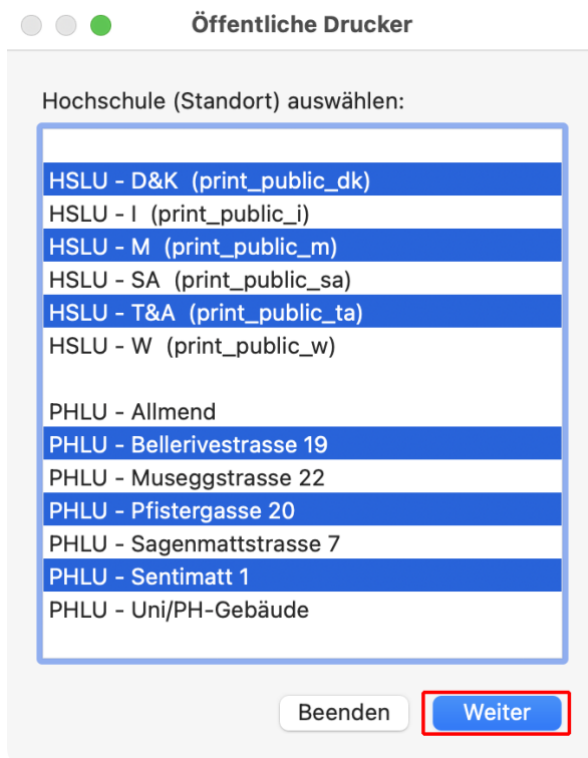 Öffentliche Drucker
Hochschule (Standort) auswählen:
HSLU - D&K (print_public_dk)
HSLU - I (print_public_i)
HSLU - M (print_public_m)
HSLU - SA (print_public_sa)
HSLU - T&A (print_public_ta)
HSLU - W (print_public_w)
PHLU - Allmend
PHLU - Bellerivestrasse 19
PHLU - Museggstrasse 22
PHLU - Pfistergasse 20
PHLU - Sagenmattstrasse 7
PHLU - Sentimatt 1
PHLU - Uni/PH-Gebäude
Beenden Weiter